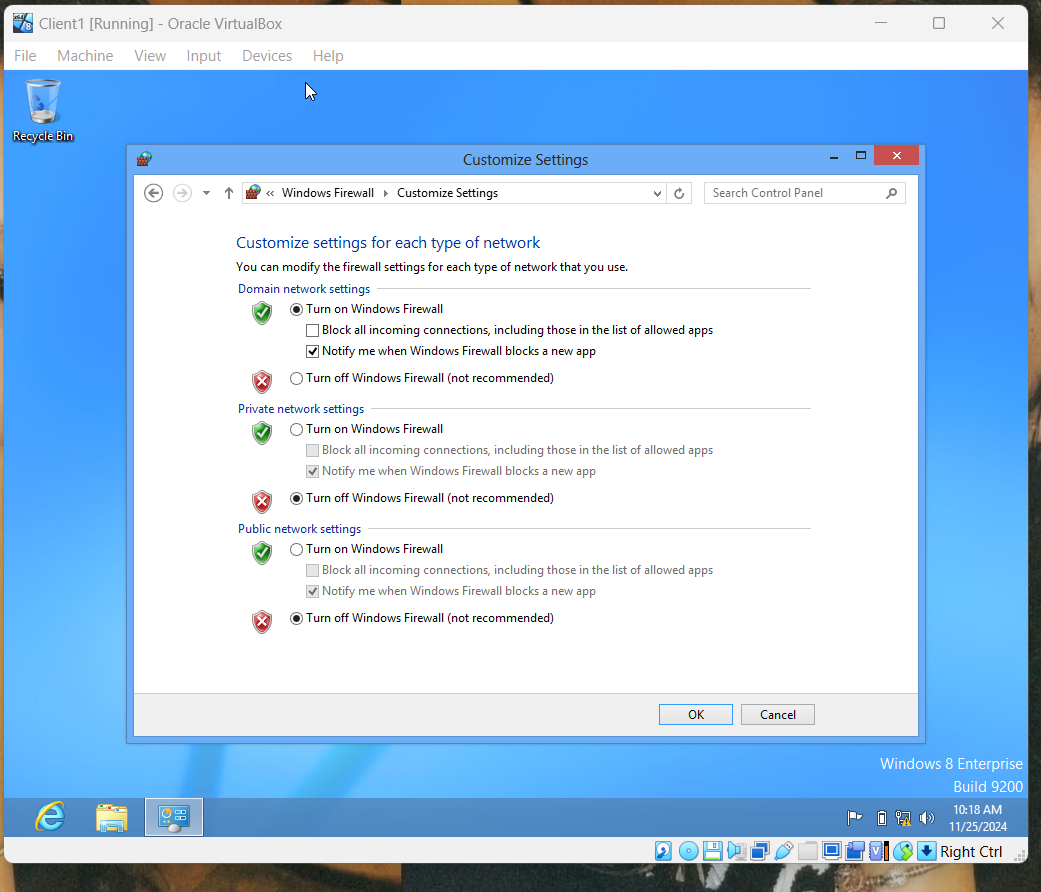 Client1 [Running] - Oracle VirtualBox
File Machine View Input Devices Help
Recycle Bin
Customize Settings
« Windows Firewall Customize Settings
Search Control Panel
Customize settings for each type of network
You can modify the firewall settings for each type of network that you use.
Domain network settings
Turn on Windows Firewall
Block all incoming connections, including those in the list of allowed apps
Notify me when Windows Firewall blocks a new app
Turn off Windows Firewall (not recommended)
Private network settings
Turn on Windows Firewall
Block all incoming connections, including those in the list of allowed apps
Notify me when Windows Firewall blocks a new app
Turn off Windows Firewall (not recommended)
Public network settings
Turn on Windows Firewall
Block all incoming connections, including those in the list of allowed apps
Notify me when Windows Firewall blocks a new app
Turn off Windows Firewall (not recommended)
OK Cancel
Windows 8 Enterprise
Build 9200
10:18 AM
11/25/2024
Right Ctrl